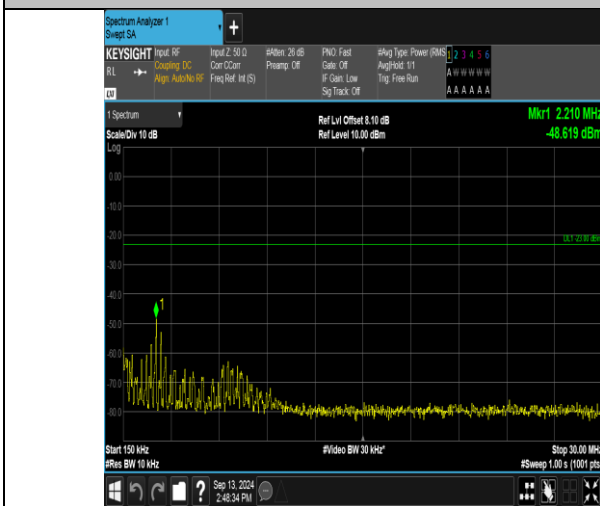 Spectrum Analyzer 1
Swept SA
+
KEYSIGHT Input: RF Input Z: 50 Ω #Atten: 26 dB PNO: Fast #Avg Type: Power (RMS 1 2 3 4 5 6
RL Coupling: DC Corr CCorr Preamp: Off Gate: Off Avg|Hold: 1/1 A W W W W W
Align: Auto/No RF Freq Ref: Int (S) IF Gain: Low Trig: Free Run
Sig Track: Off A A A A A A
LXI
1 Spectrum Ref Lvl Offset 8.10 dB Mkr1 2.210 MHz
Scale/Div 10 dB Ref Level 10.00 dBm -48.619 dBm
Log
0.00
-10.0
-20.0
DL1 -23.00 dBm
-30.0
-40.0
1
-50.0
-60.0
-70.0
-80.0
Start 150 kHz #Video BW 30 kHz* Stop 30.00 MHz
#Res BW 10 kHz #Sweep 1.00 s (1001 pts
? Sep 13, 2024
2:48:34 PM